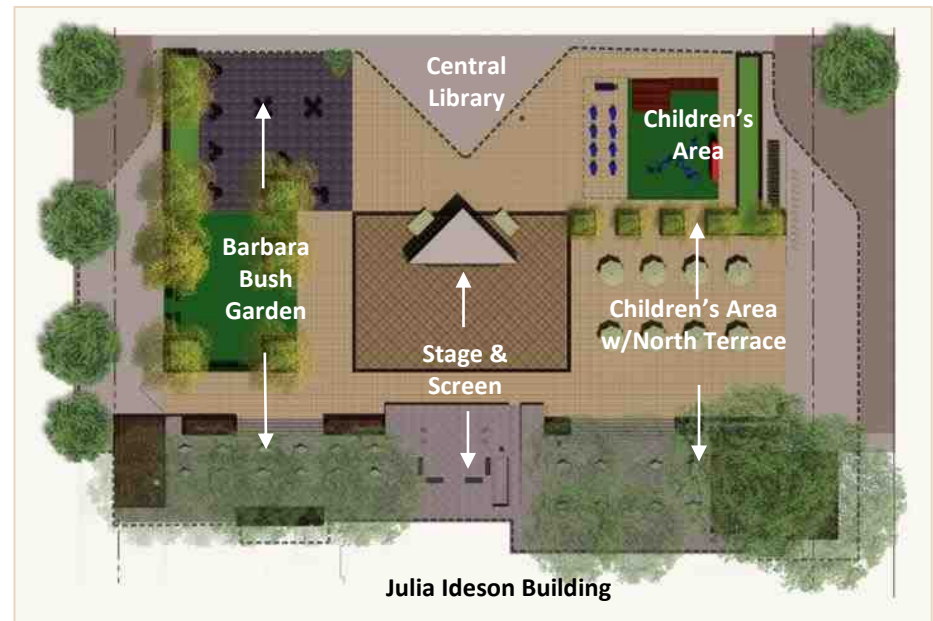 Central
Library
Children's
Area
Barbara
Bush
Garden
Children's Area
w/North Terrace
Stage &
Screen
Julia Ideson Building